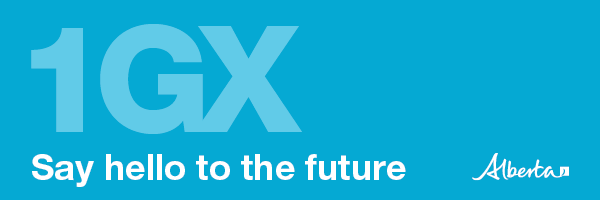 1GX
Say hello to the future
Alberta